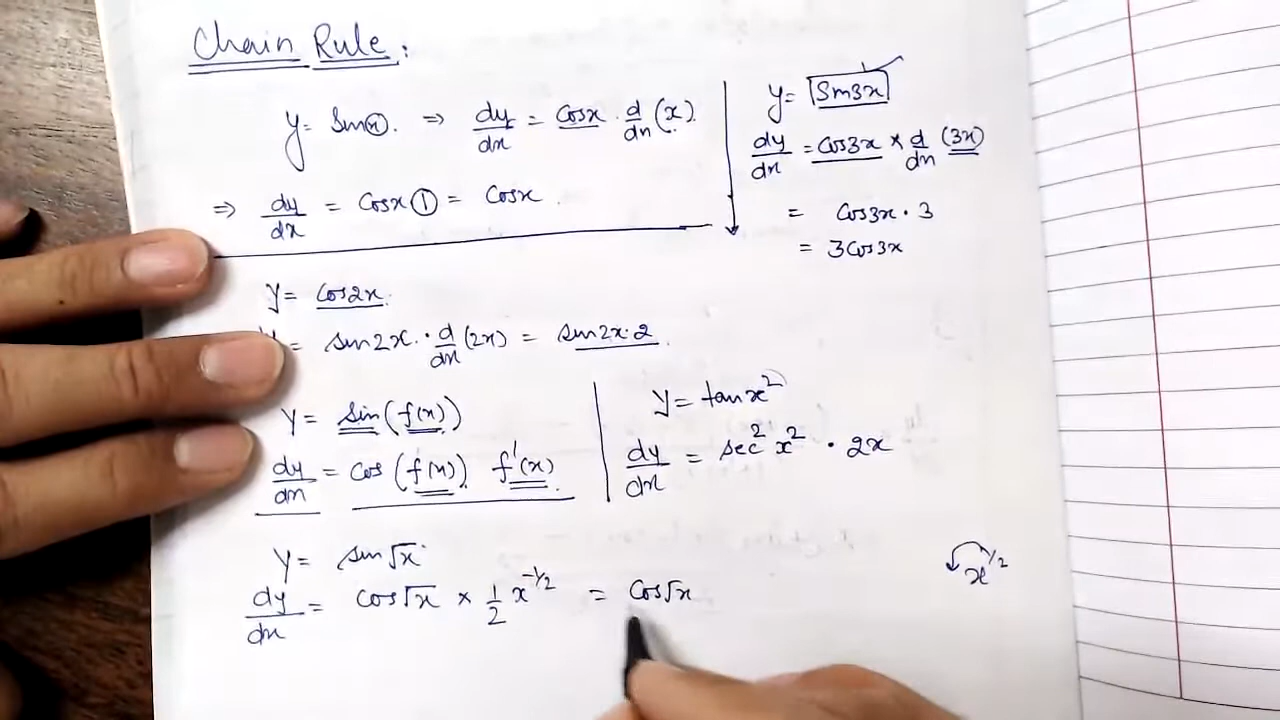 Chain Rule :
y = Sin(x). ⇒ dy/dx = Cosx · d/dx (x).
⇒ dy/dx = Cosx (1) = Cosx .
y = Sin3x
dy/dx = Cos3x × d/dx (3x)
= Cos3x · 3
= 3Cos3x
y = Cos2x.
= sin2x · d/dx (2x) = sin2x·2 .
y = sin (f(x))
dy/dx = cos (f(x)) f'(x) .
y = tanx²
dy/dx = sec² x² · 2x
y = sin√x
dy/dx = cos√x × 1/2 x^-1/2 = Cos√x
x^1/2